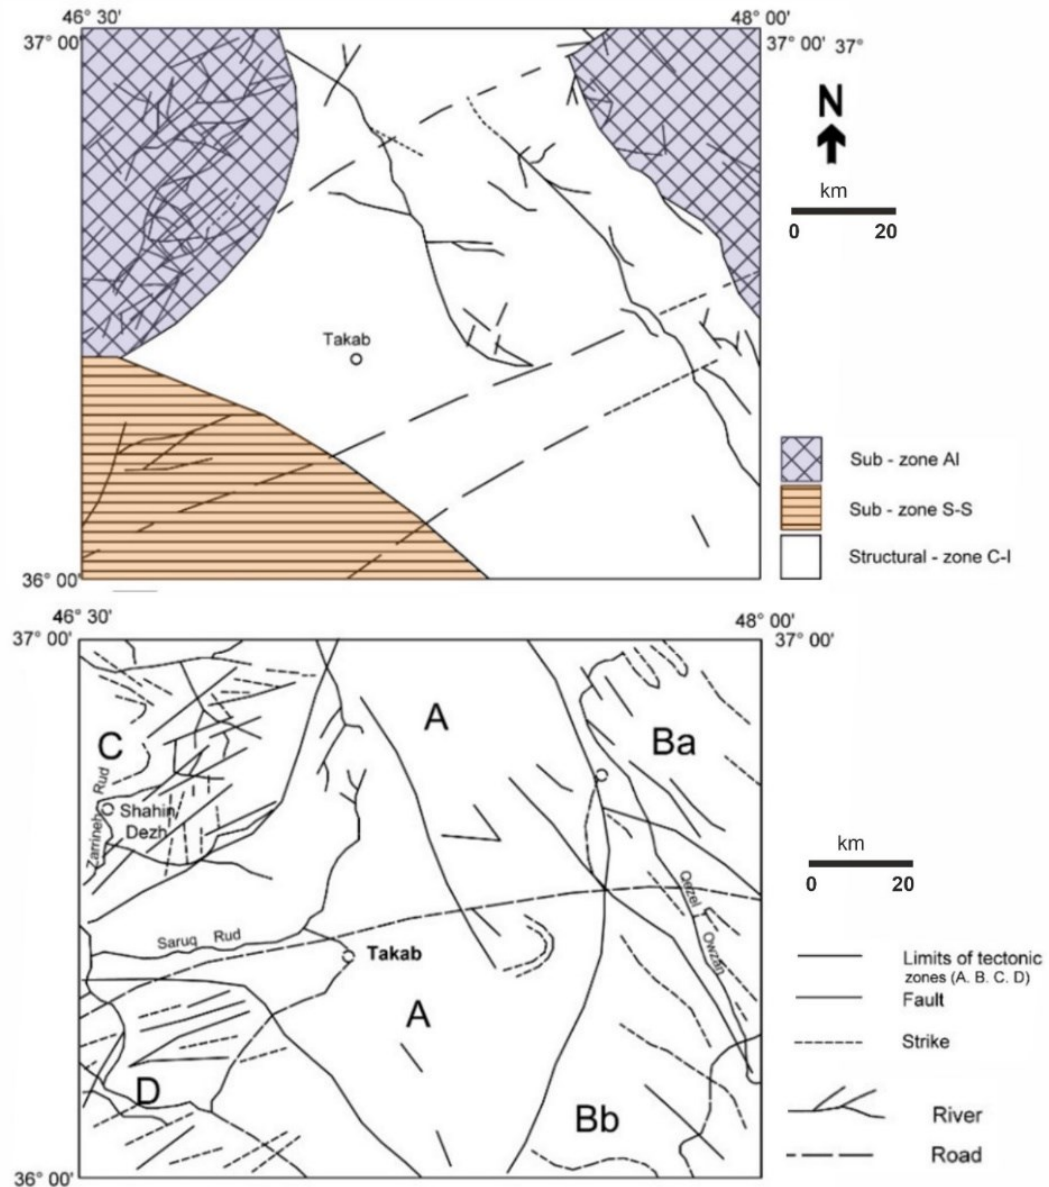 46° 30'
48° 00'
37° 00'
37° 00' 37°
N
km
0 20
Takab
Sub - zone Al
Sub - zone S-S
Structural - zone C-I
36° 00'
46° 30'
48° 00'
37° 00'
37° 00'
A
Ba
C
Zarrineh Rud
Shahin
Dezh
km
0 20
Qezel Owzan
Saruq Rud
Takab
A
D
Bb
Limits of tectonic
zones (A. B. C. D)
Fault
Strike
River
Road
36° 00'